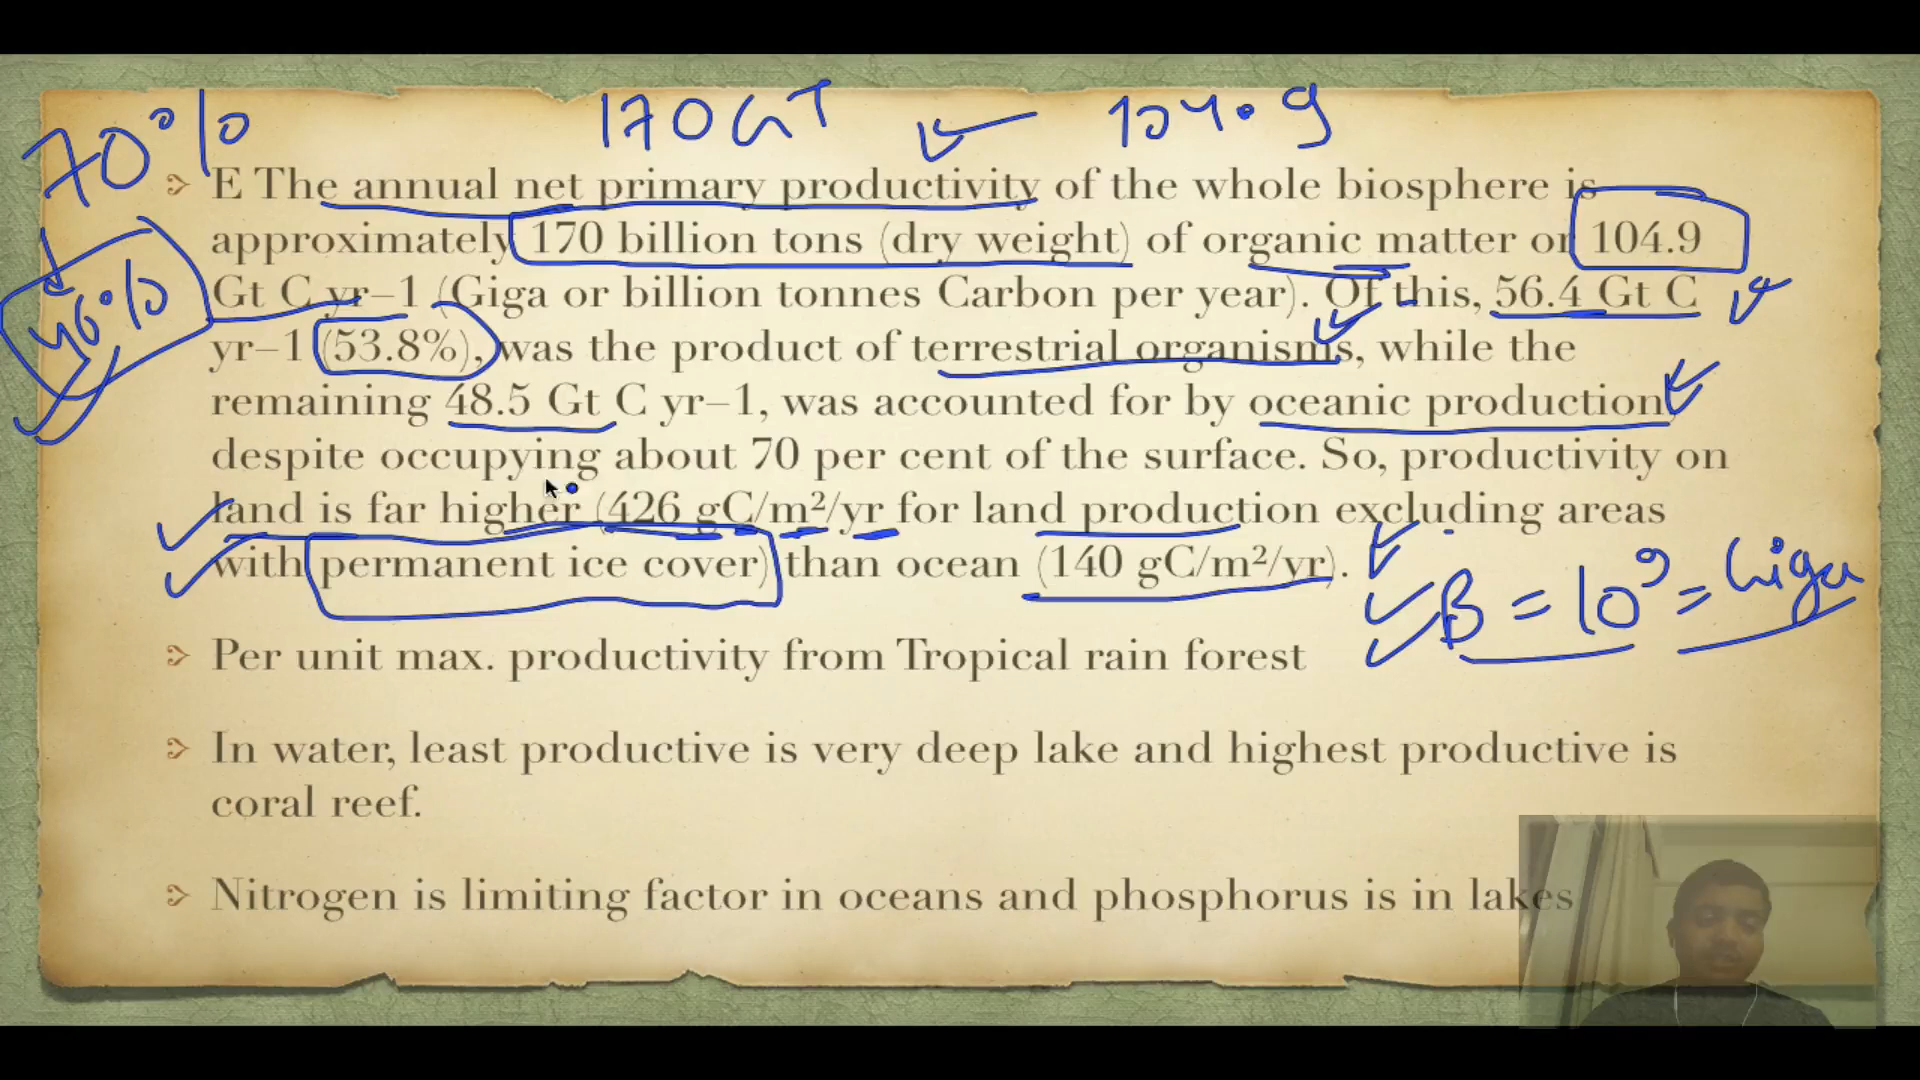 70%
170 GT
104.9
E The annual net primary productivity of the whole biosphere is
approximately 170 billion tons (dry weight) of organic matter or 104.9
Gt C yr–1 (Giga or billion tonnes Carbon per year). Of this, 56.4 Gt C
46%
yr–1 (53.8%), was the product of terrestrial organisms, while the
remaining 48.5 Gt C yr–1, was accounted for by oceanic production,
despite occupying about 70 per cent of the surface. So, productivity on
land is far higher (426 gC/m²/yr for land production excluding areas
with permanent ice cover) than ocean (140 gC/m²/yr).
B = 10⁹ = Giga
Per unit max. productivity from Tropical rain forest
In water, least productive is very deep lake and highest productive is
coral reef.
Nitrogen is limiting factor in oceans and phosphorus is in lakes